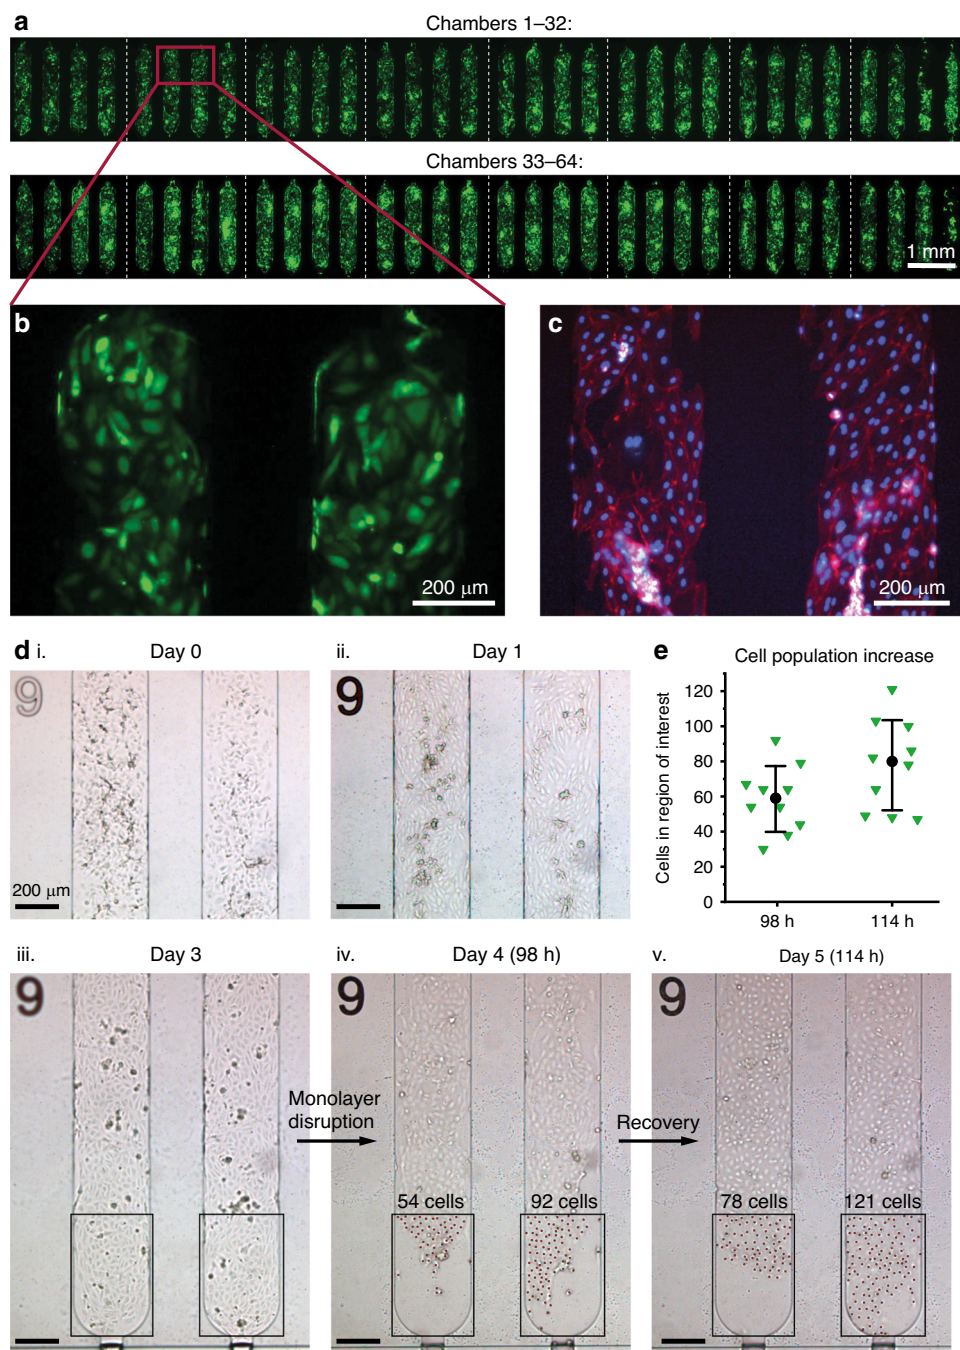 a
Chambers 1–32:
Chambers 33–64:
1 mm
b
200 μm
c
200 μm
d i. Day 0
9
200 μm
ii. Day 1
9
e
Cell population increase
Cells in region of interest
120
100
80
60
40
20
0
98 h 114 h
iii. Day 3
9
Monolayer
disruption
iv. Day 4 (98 h)
9
54 cells 92 cells
Recovery
v. Day 5 (114 h)
9
78 cells 121 cells